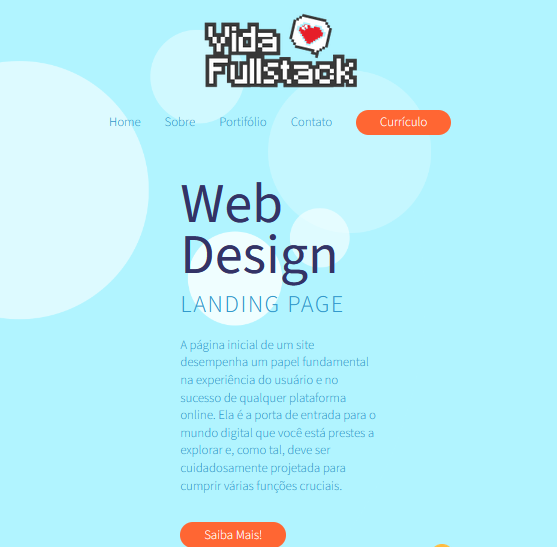 Vida
Fullstack
Home Sobre Portifólio Contato Currículo
Web
Design
LANDING PAGE
A página inicial de um site
desempenha um papel fundamental
na experiência do usuário e no
sucesso de qualquer plataforma
online. Ela é a porta de entrada para o
mundo digital que você está prestes a
explorar e, como tal, deve ser
cuidadosamente projetada para
cumprir várias funções cruciais.
Saiba Mais!